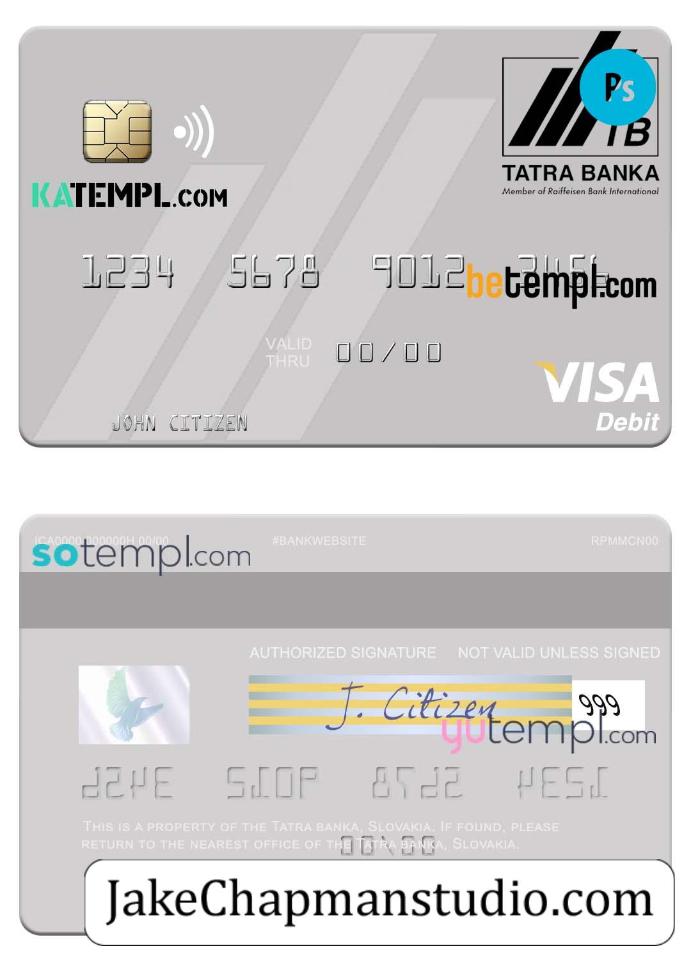 Ps
TB
TATRA BANKA
Member of Raiffeisen Bank International
KATEMPL.COM
1234 5678 9012 3456
betempl.com
VALID
THRU 00/00
VISA
Debit
JOHN CITIZEN
ICA0000 000000H 00/00 #BANKWEBSITE RPMMCN00
sotempl.com
AUTHORIZED SIGNATURE NOT VALID UNLESS SIGNED
J. Citizen 999
yutempl.com
THIS IS A PROPERTY OF THE TATRA BANKA, SLOVAKIA. IF FOUND, PLEASE
RETURN TO THE NEAREST OFFICE OF THE TATRA BANKA, SLOVAKIA.
JakeChapmanstudio.com